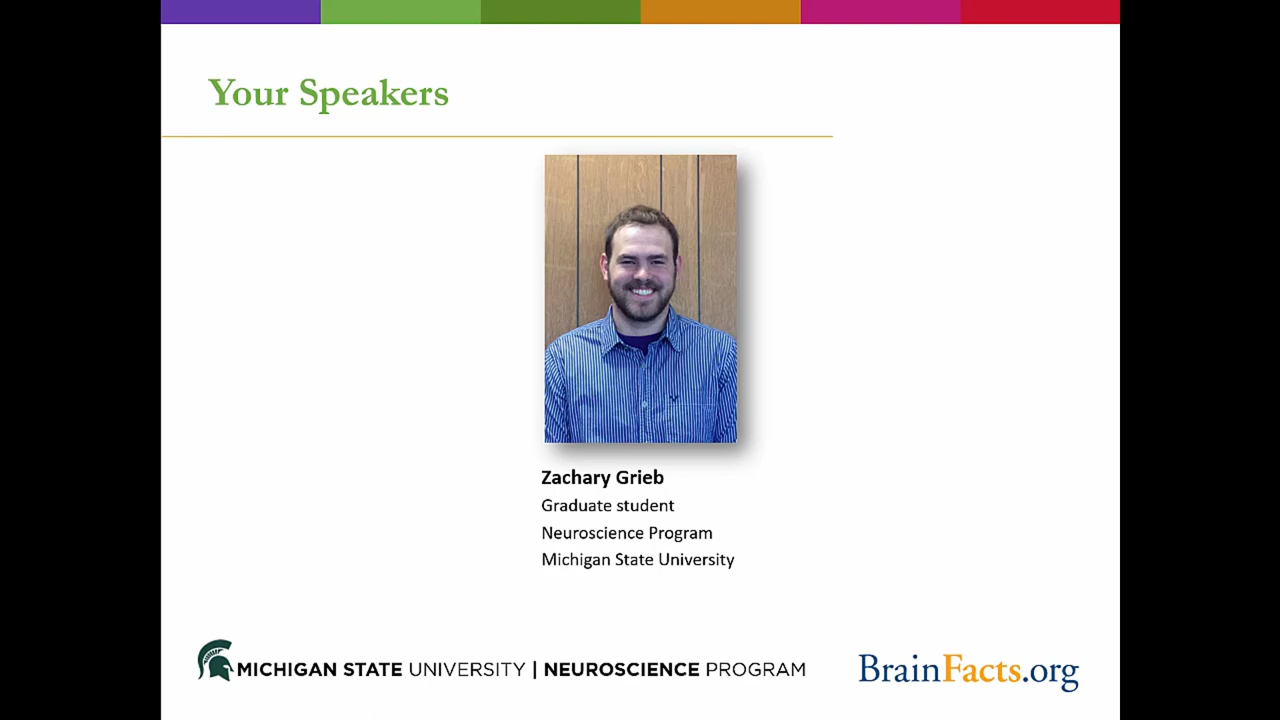 Your Speakers
Zachary Grieb
Graduate student
Neuroscience Program
Michigan State University
MICHIGAN STATE UNIVERSITY | NEUROSCIENCE PROGRAM
BrainFacts.org